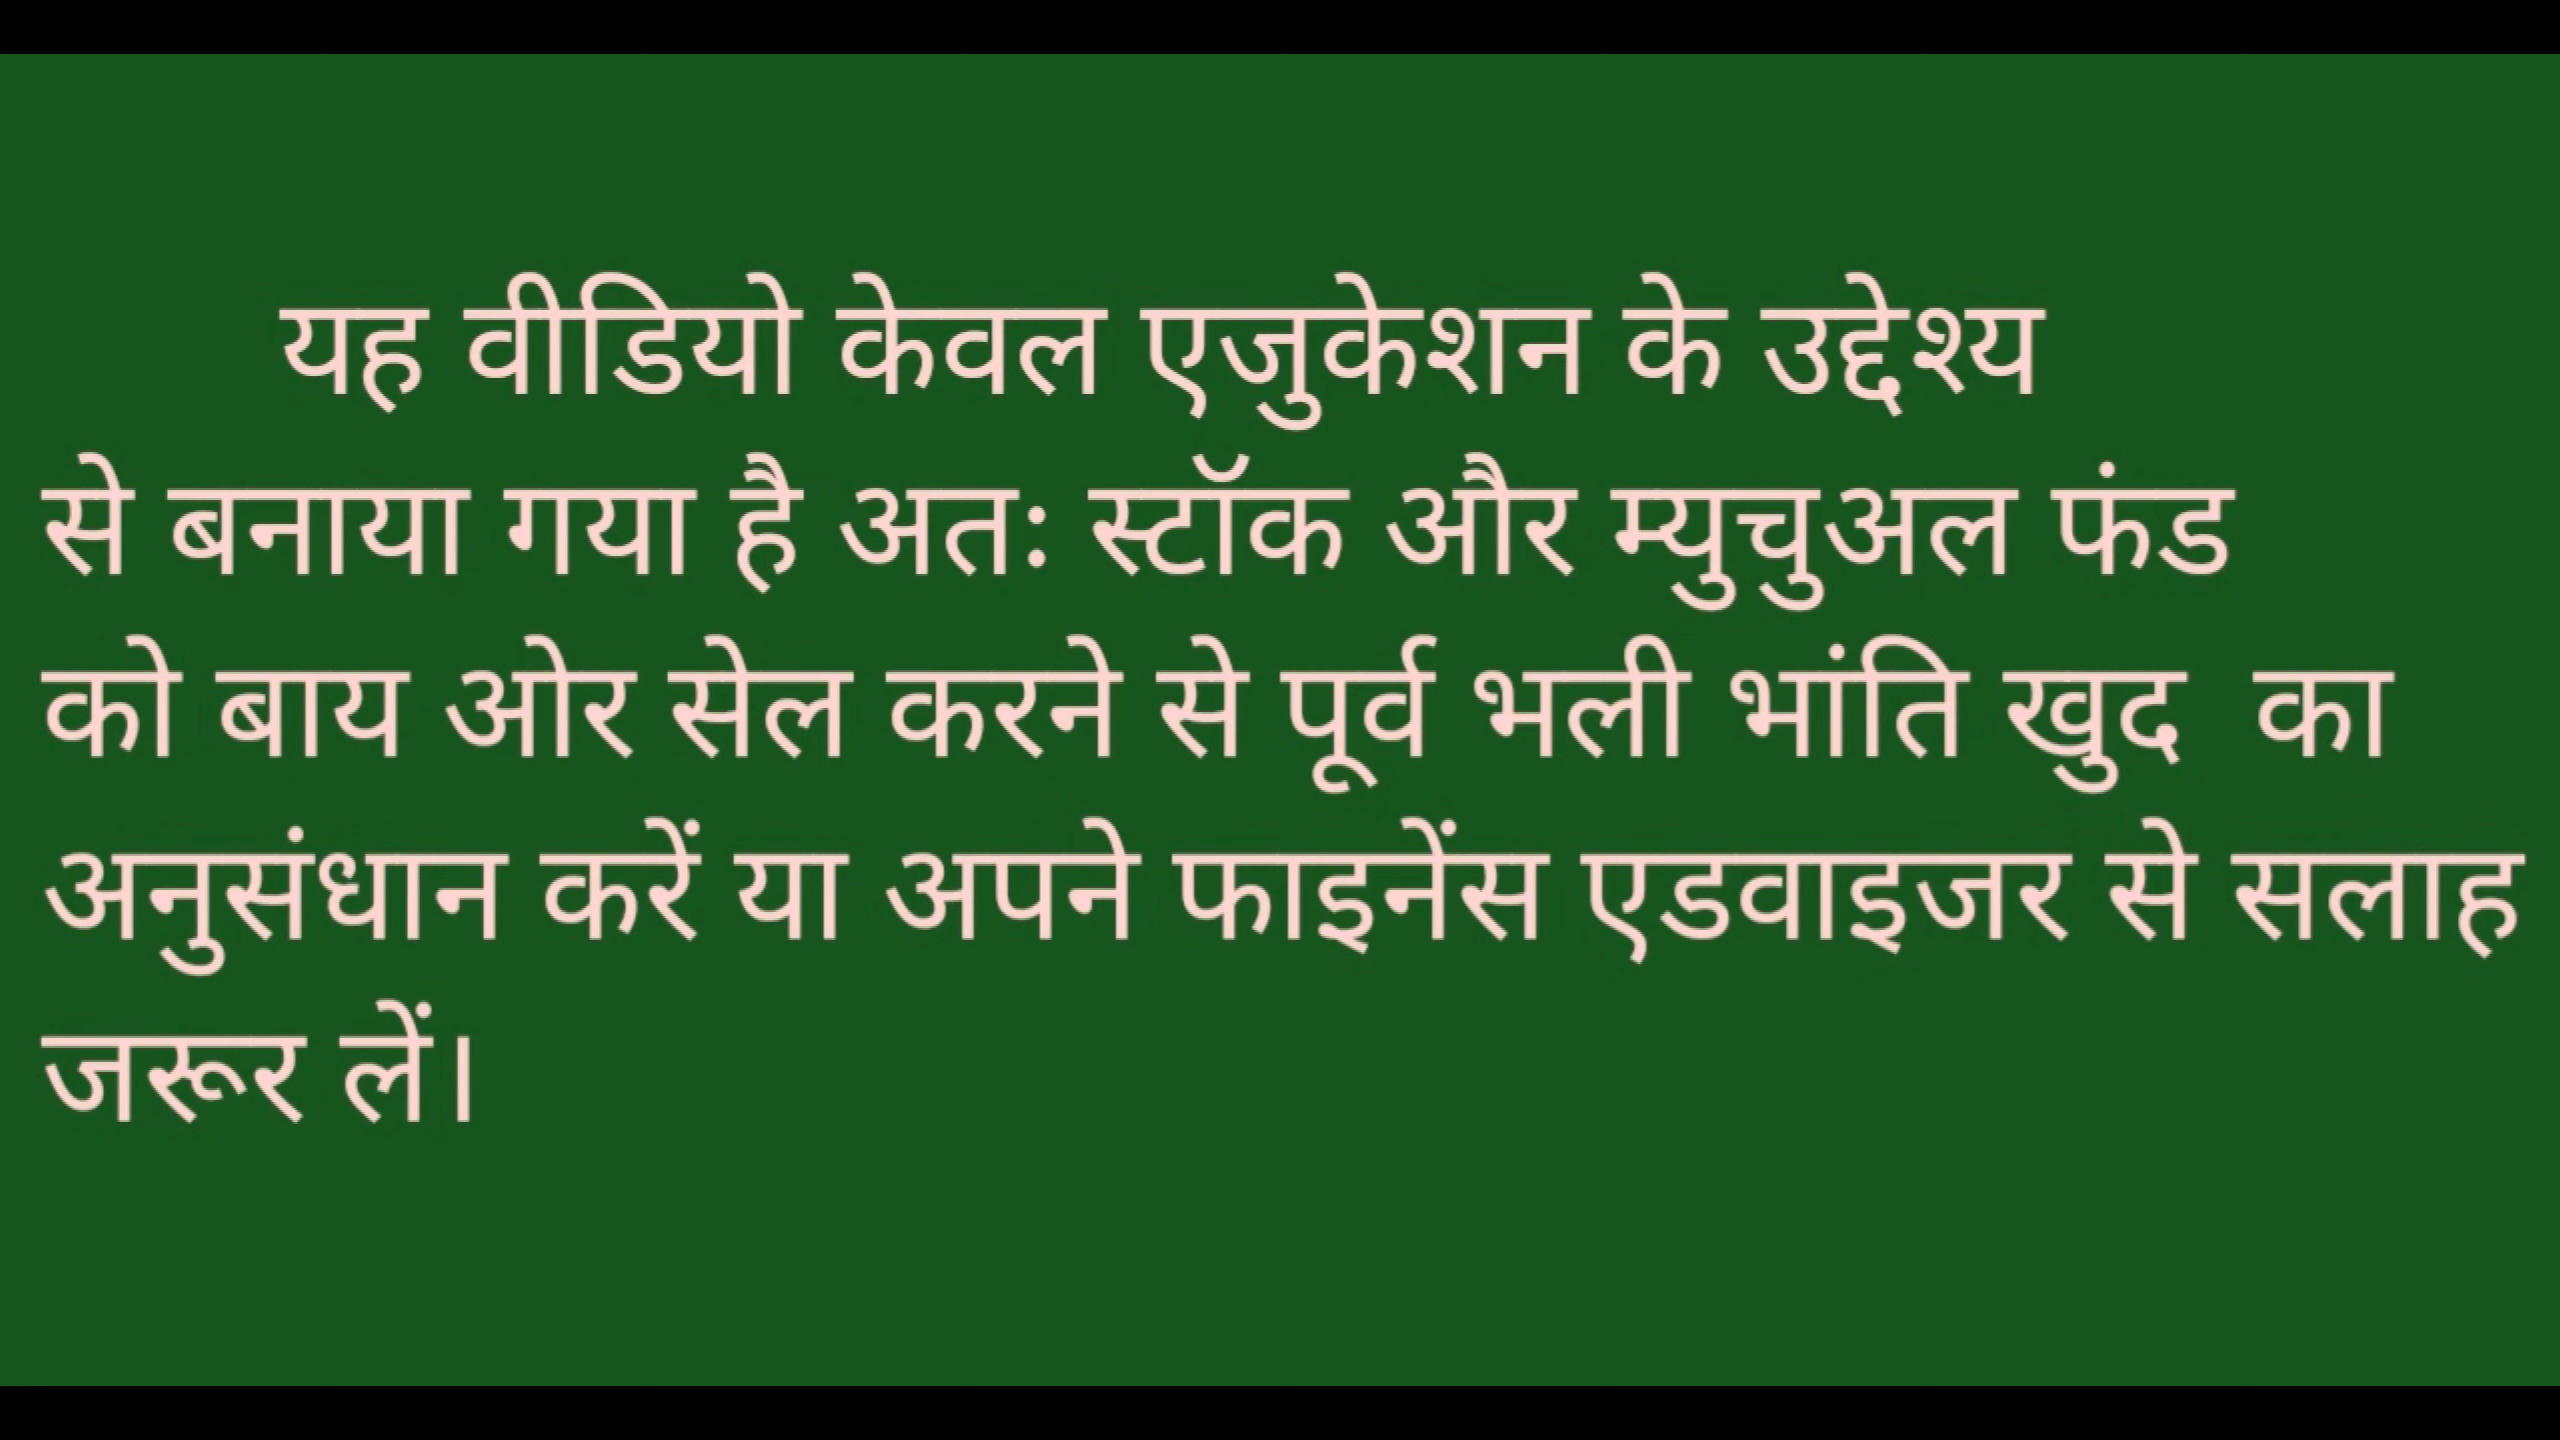 यह वीडियो केवल एजुकेशन के उद्देश्य
से बनाया गया है अतः स्टॉक और म्युचुअल फंड
को बाय ओर सेल करने से पूर्व भली भांति खुद  का
अनुसंधान करें या अपने फाइनेंस एडवाइजर से सलाह
जरूर लें।